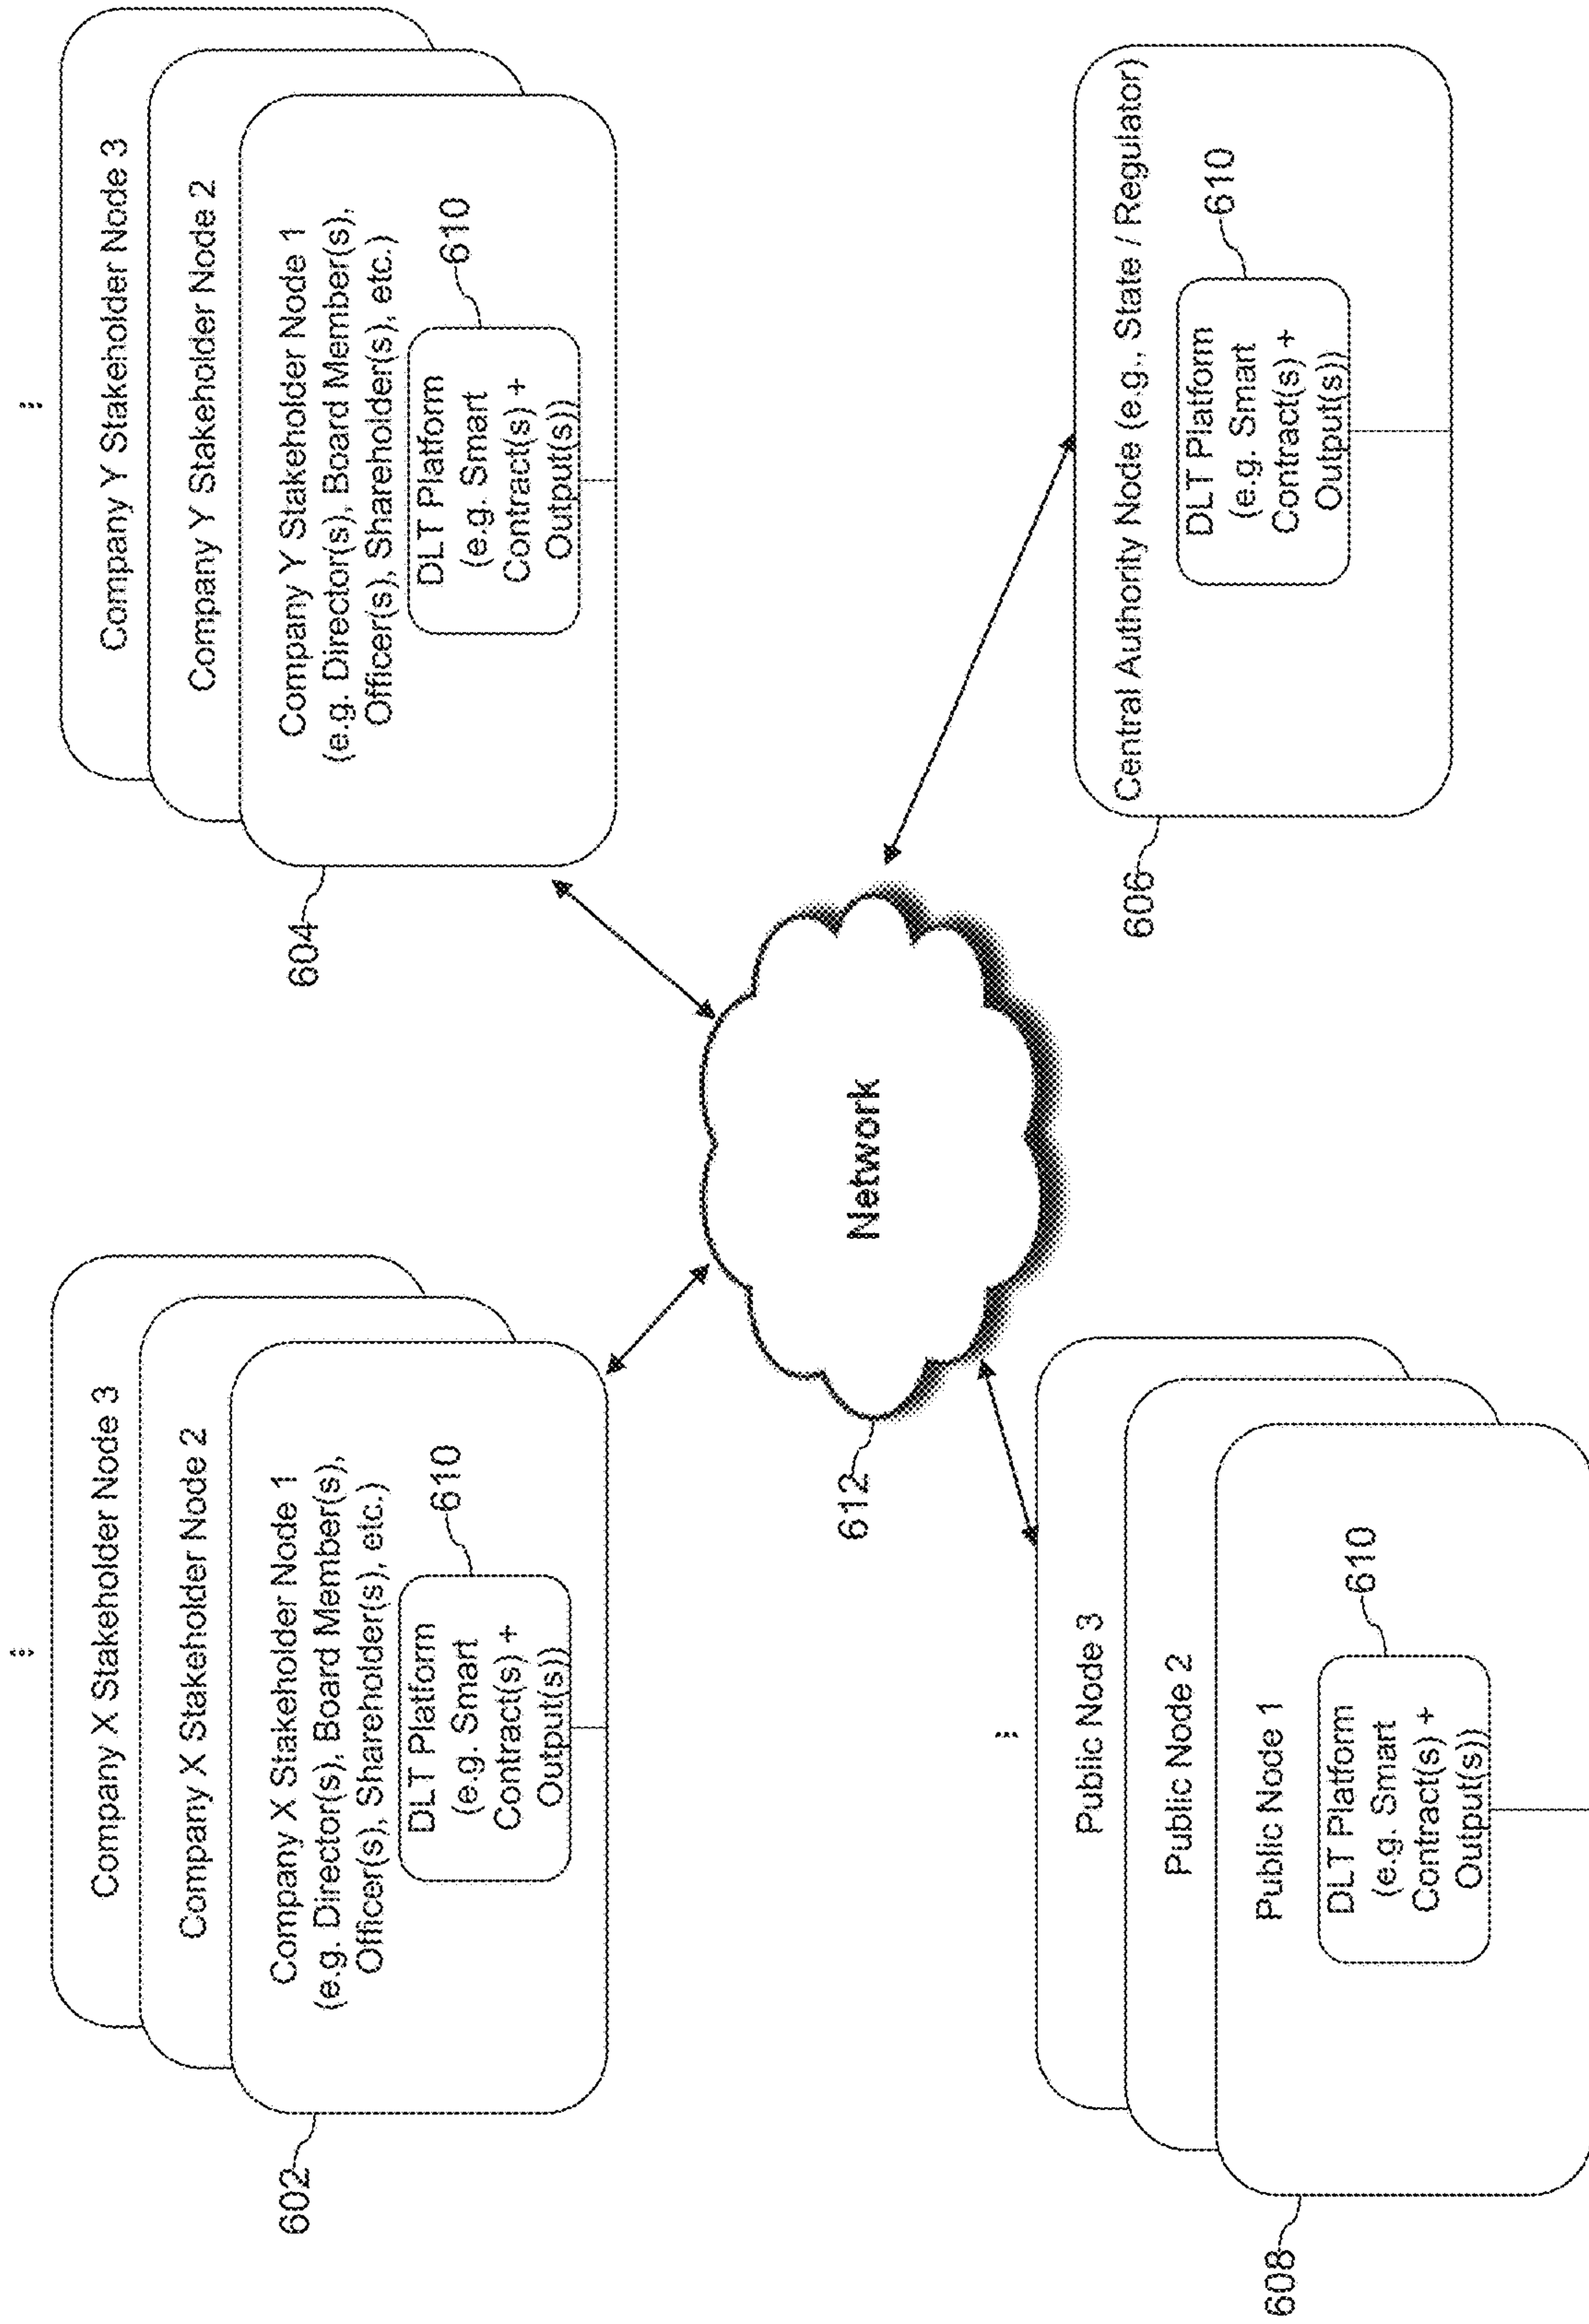 Company X Stakeholder Node 3
Company X Stakeholder Node 2
Company X Stakeholder Node 1
(e.g. Director(s), Board Member(s),
Officer(s), Shareholder(s), etc.)
DLT Platform
(e.g. Smart
Contract(s) +
Output(s))
610
602
Company Y Stakeholder Node 3
Company Y Stakeholder Node 2
Company Y Stakeholder Node 1
(e.g. Director(s), Board Member(s),
Officer(s), Shareholder(s), etc.)
DLT Platform
(e.g. Smart
Contract(s) +
Output(s))
610
604
Network
612
Public Node 3
Public Node 2
Public Node 1
DLT Platform
(e.g. Smart
Contract(s) +
Output(s))
610
608
Central Authority Node (e.g., State / Regulator)
DLT Platform
(e.g. Smart
Contract(s) +
Output(s))
610
606